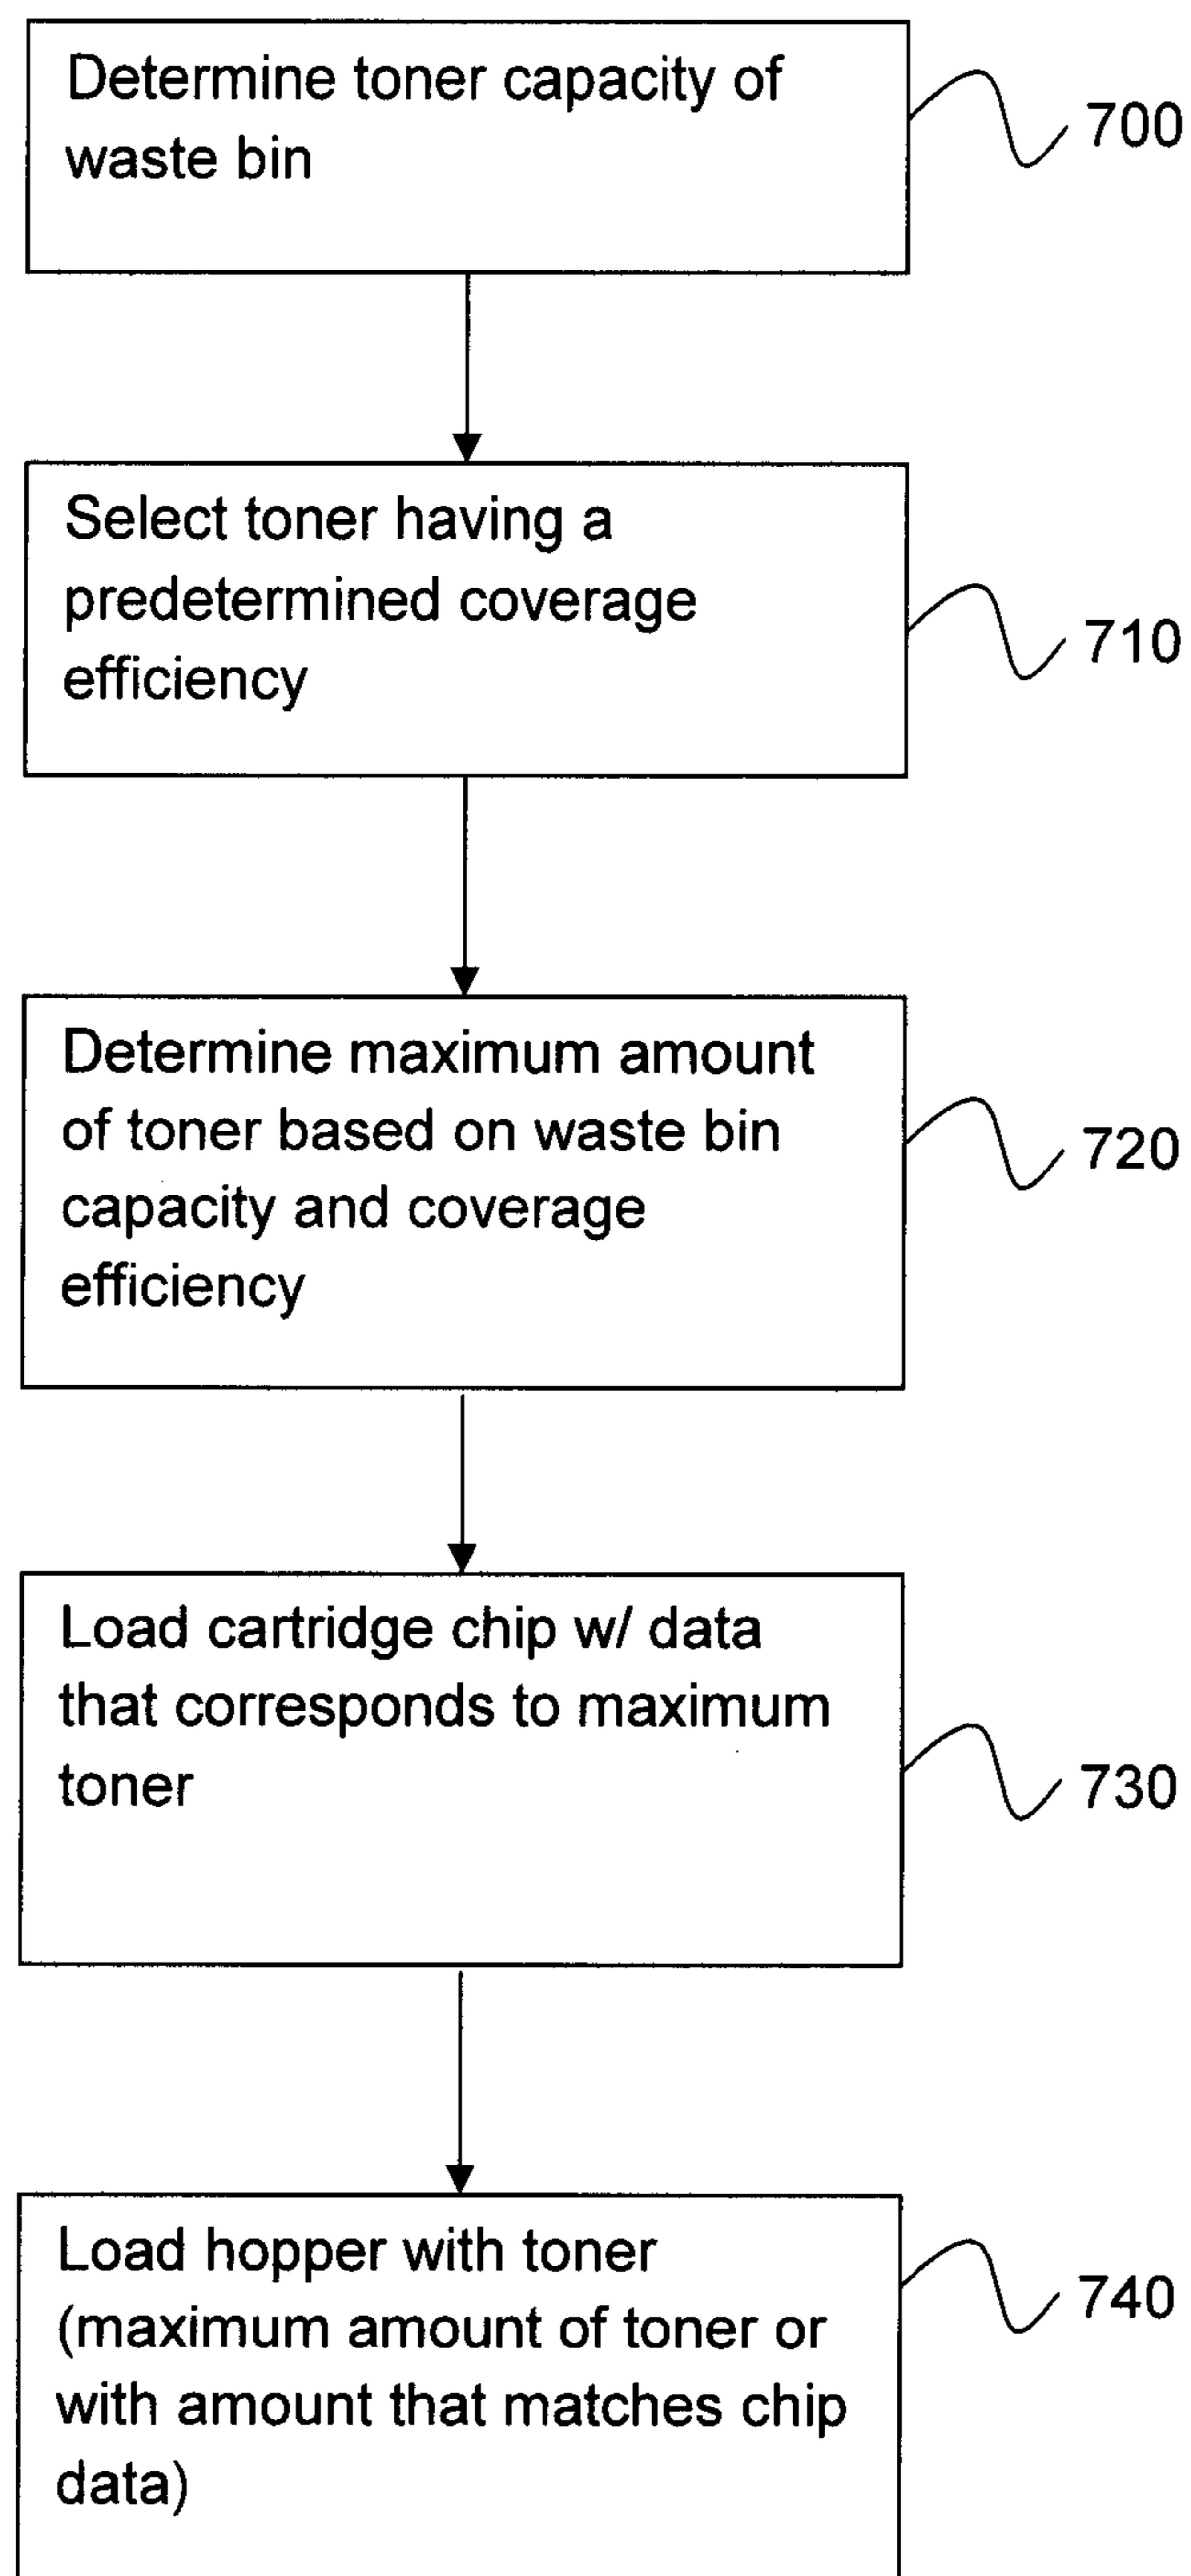 Determine toner capacity of
waste bin
700
Select toner having a
predetermined coverage
efficiency
710
Determine maximum amount
of toner based on waste bin
capacity and coverage
efficiency
720
Load cartridge chip w/ data
that corresponds to maximum
toner
730
Load hopper with toner
(maximum amount of toner or
with amount that matches chip
data)
740